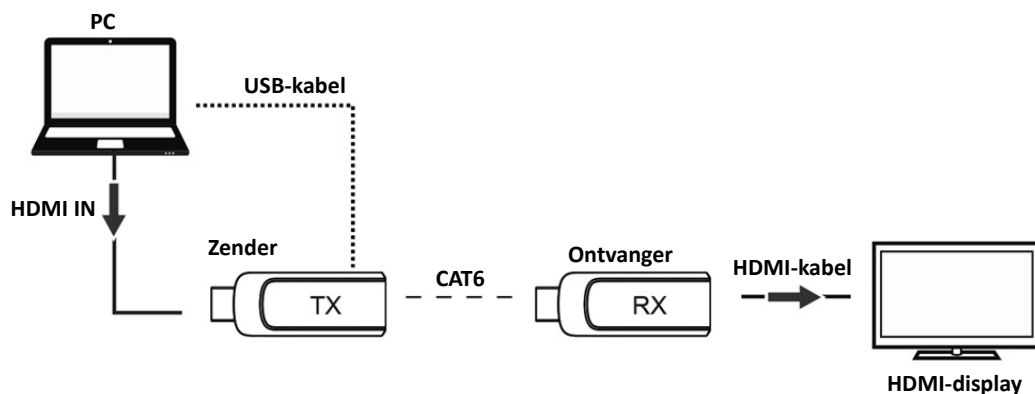 PC
USB-kabel
HDMI IN
Zender
TX
CAT6
Ontvanger
RX
HDMI-kabel
HDMI-display